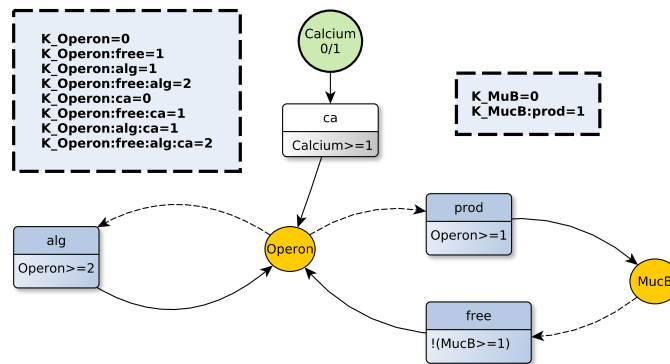 K_Operon=0
K_Operon:free=1
K_Operon:alg=1
K_Operon:free:alg=2
K_Operon:ca=0
K_Operon:free:ca=1
K_Operon:alg:ca=1
K_Operon:free:alg:ca=2
Calcium
0/1
K_MuB=0
K_MucB:prod=1
ca
Calcium>=1
alg
Operon>=2
Operon
prod
Operon>=1
MucB
free
!(MucB>=1)